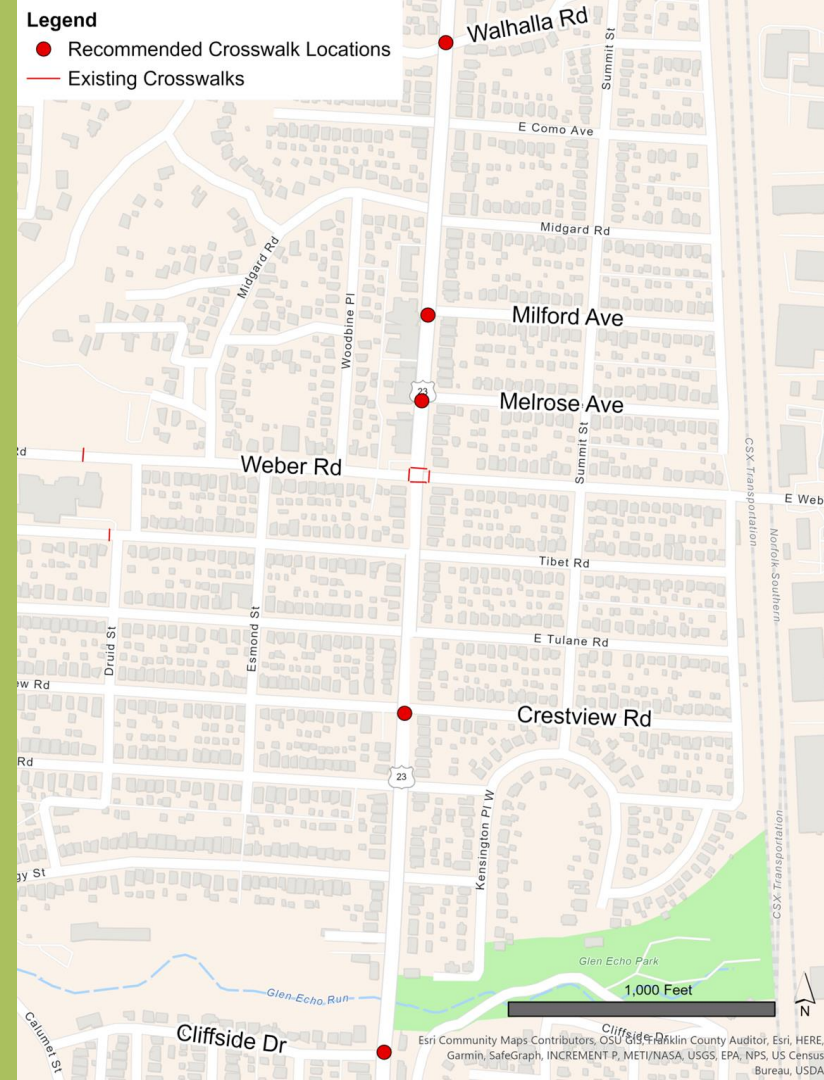 Legend
Recommended Crosswalk Locations
Existing Crosswalks
Walhalla Rd
Summit St
E Como Ave
Midgard Rd
Midgard Rd
Woodbine Pl
Milford Ave
23
Melrose Ave
Summit St
Rd
Weber Rd
E Web
CSX Transportation
Norfolk Southern
Tibet Rd
E Tulane Rd
Druid St
Esmond St
ew Rd
Crestview Rd
Rd
23
Kensington Pl W
CSX Transportation
gy St
Glen Echo Park
1,000 Feet
N
Glen Echo Run
Calumet St
Cliffside Dr
Cliffside Dr
Esri Community Maps Contributors, OSU GIS, Franklin County Auditor, Esri, HERE,
Garmin, SafeGraph, INCREMENT P, METI/NASA, USGS, EPA, NPS, US Census
Bureau, USDA